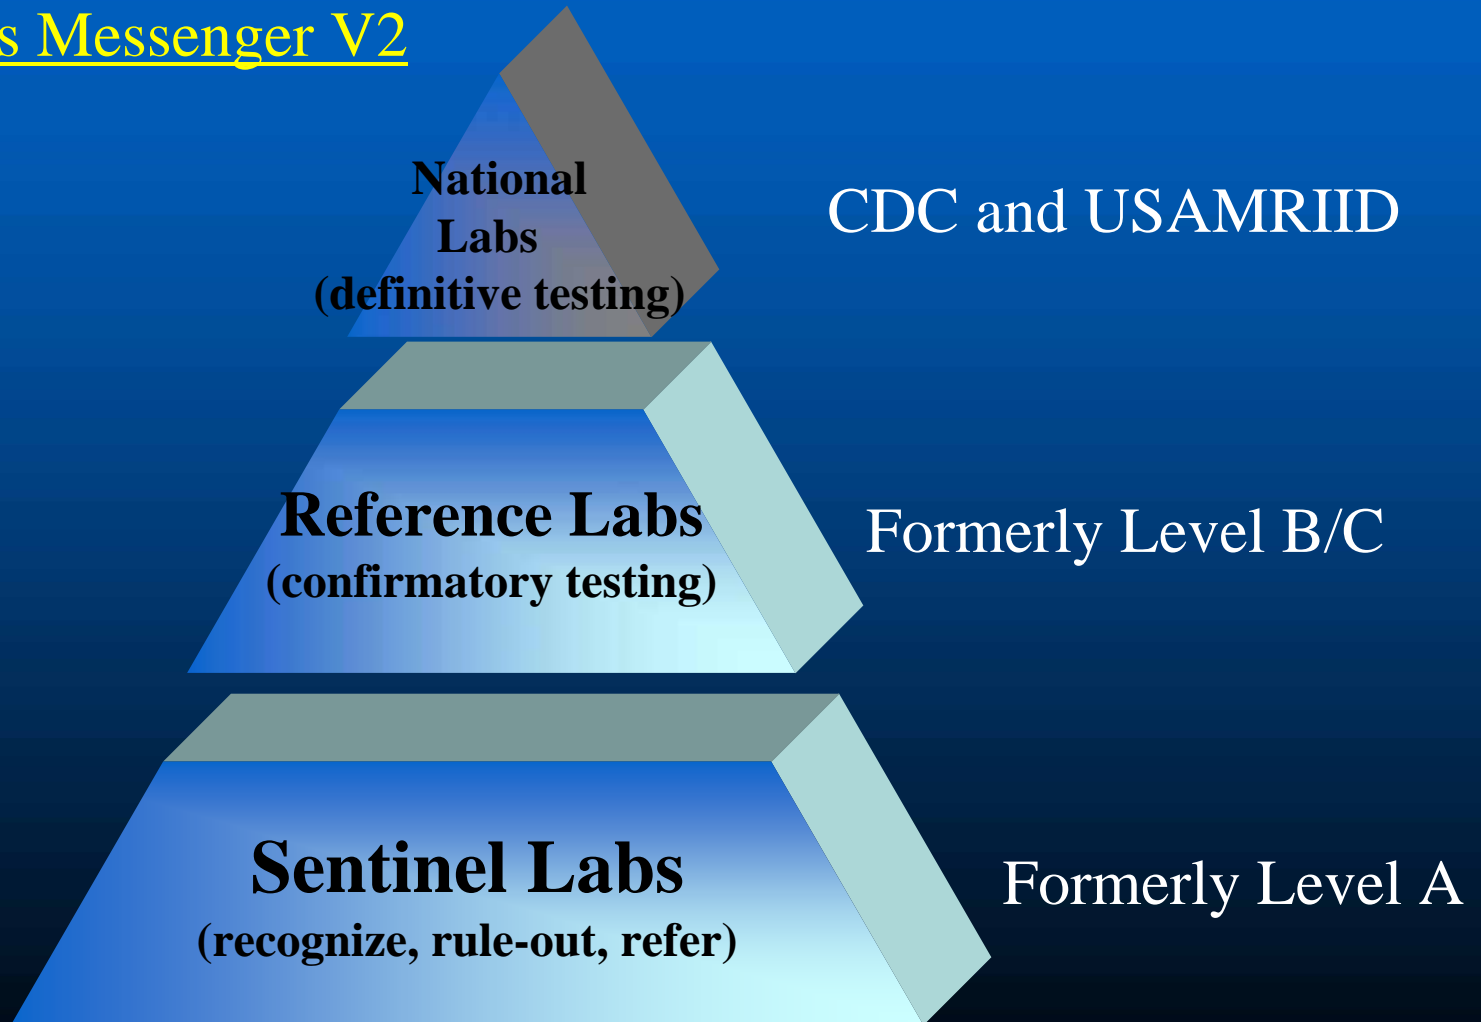 s Messenger V2
National
Labs
(definitive testing)
CDC and USAMRIID
Reference Labs
(confirmatory testing)
Formerly Level B/C
Sentinel Labs
(recognize, rule-out, refer)
Formerly Level A